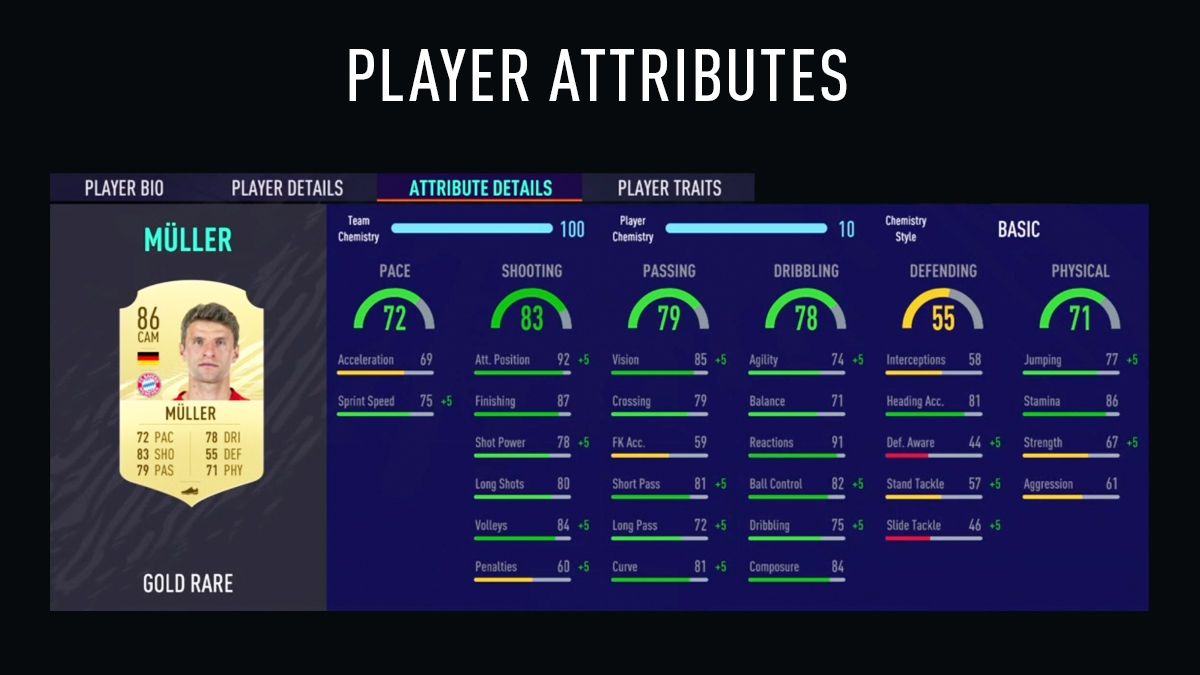 PLAYER ATTRIBUTES
PLAYER BIO PLAYER DETAILS ATTRIBUTE DETAILS PLAYER TRAITS
MÜLLER
86
CAM
MÜLLER
72 PAC 78 DRI
83 SHO 55 DEF
79 PAS 71 PHY
GOLD RARE
Team Chemistry 100 Player Chemistry 10 Chemistry Style BASIC
PACE SHOOTING PASSING DRIBBLING DEFENDING PHYSICAL
72 83 79 78 55 71
Acceleration 69 Att. Position 92 +5 Vision 85 +5 Agility 74 +5 Interceptions 58 Jumping 77 +5
Sprint Speed 75 +5 Finishing 87 Crossing 79 Balance 71 Heading Acc. 81 Stamina 86
Shot Power 78 +5 FK Acc. 59 Reactions 91 Def. Aware 44 +5 Strength 67 +5
Long Shots 80 Short Pass 81 +5 Ball Control 82 +5 Stand Tackle 57 +5 Aggression 61
Volleys 84 +5 Long Pass 72 +5 Dribbling 75 +5 Slide Tackle 46 +5
Penalties 60 +5 Curve 81 +5 Composure 84